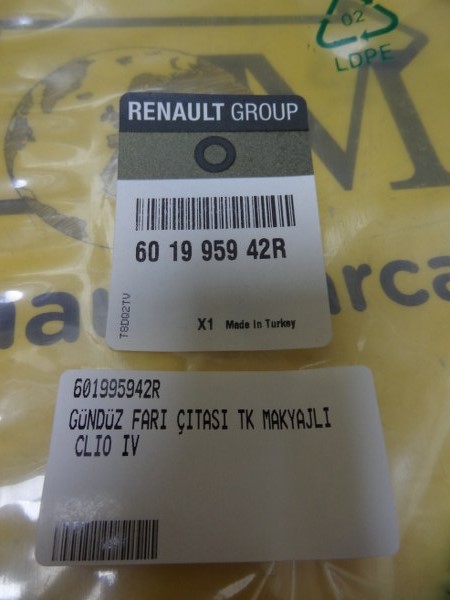 02
LDPE
M
RENAULT GROUP
60 19 959 42R
T8D02TV
X1 Made In Turkey
601995942R
GÜNDÜZ FARI ÇITASI TK MAKYAJLI
CLIO IV